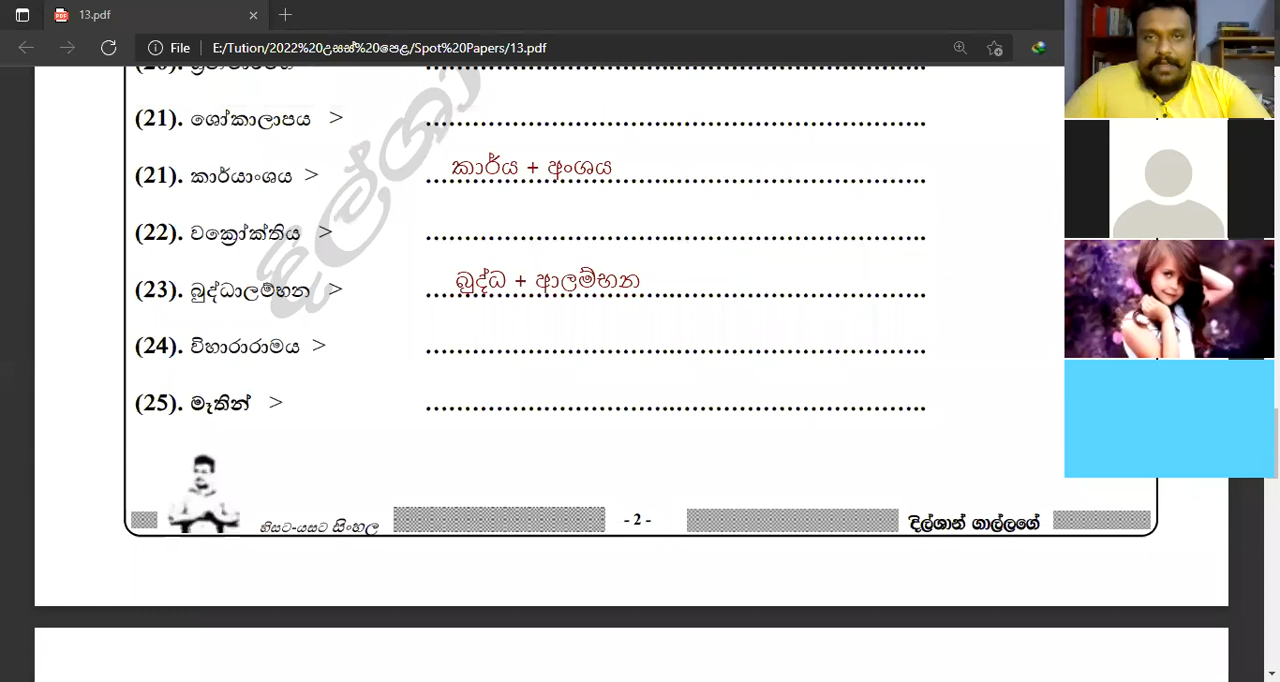 13.pdf
File E:/Tution/2022%20උසස්%20පෙළ/Spot%20Papers/13.pdf
(21). ශෝකාලාපය > ........................................
(21). කාර්යාංශය > කාර්ය + අංශය
(22). වක්‍රෝක්තිය > ........................................
(23). බුද්ධාලම්භන > බුද්ධ + ආලම්භන
(24). විහාරාරාමය > ........................................
(25). මෑතින් > ........................................
හිසට-යසට සිංහල - 2 - දිල්ශාන් ගාල්ලගේ